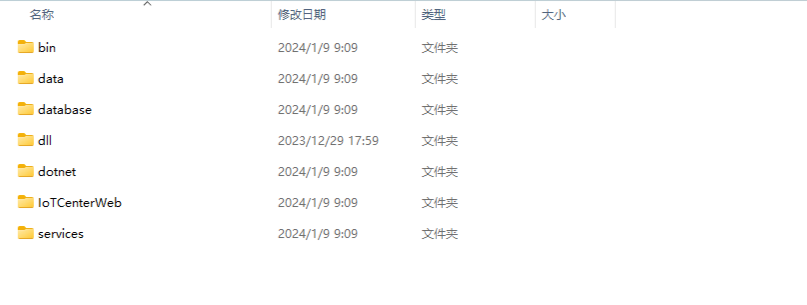 名称 修改日期 类型 大小
bin 2024/1/9 9:09 文件夹
data 2024/1/9 9:09 文件夹
database 2024/1/9 9:09 文件夹
dll 2023/12/29 17:59 文件夹
dotnet 2024/1/9 9:09 文件夹
IoTCenterWeb 2024/1/9 9:09 文件夹
services 2024/1/9 9:09 文件夹